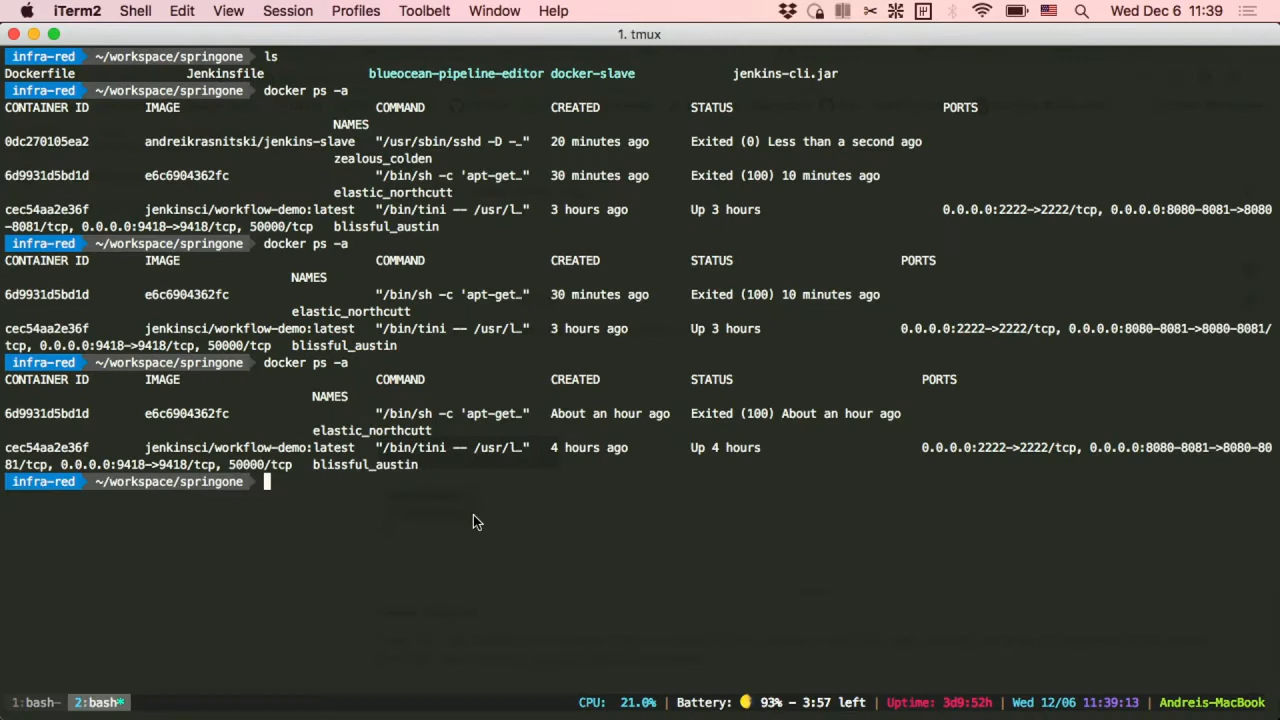 iTerm2 Shell Edit View Session Profiles Toolbelt Window Help Wed Dec 6 11:39
1. tmux
infra-red ~/workspace/springone ls
Dockerfile Jenkinsfile blueocean-pipeline-editor docker-slave jenkins-cli.jar
infra-red ~/workspace/springone docker ps -a
CONTAINER ID IMAGE COMMAND CREATED STATUS PORTS
NAMES
0dc270105ea2 andreikrasnitski/jenkins-slave "/usr/sbin/sshd -D -…" 20 minutes ago Exited (0) Less than a second ago
zealous_colden
6d9931d5bd1d e6c6904362fc "/bin/sh -c 'apt-get…" 30 minutes ago Exited (100) 10 minutes ago
elastic_northcutt
cec54aa2e36f jenkinsci/workflow-demo:latest "/bin/tini -- /usr/l…" 3 hours ago Up 3 hours 0.0.0.0:2222->2222/tcp, 0.0.0.0:8080-8081->8080
-8081/tcp, 0.0.0.0:9418->9418/tcp, 50000/tcp blissful_austin
infra-red ~/workspace/springone docker ps -a
CONTAINER ID IMAGE COMMAND CREATED STATUS PORTS
NAMES
6d9931d5bd1d e6c6904362fc "/bin/sh -c 'apt-get…" 30 minutes ago Exited (100) 10 minutes ago
elastic_northcutt
cec54aa2e36f jenkinsci/workflow-demo:latest "/bin/tini -- /usr/l…" 3 hours ago Up 3 hours 0.0.0.0:2222->2222/tcp, 0.0.0.0:8080-8081->8080-8081/
tcp, 0.0.0.0:9418->9418/tcp, 50000/tcp blissful_austin
infra-red ~/workspace/springone docker ps -a
CONTAINER ID IMAGE COMMAND CREATED STATUS PORTS
NAMES
6d9931d5bd1d e6c6904362fc "/bin/sh -c 'apt-get…" About an hour ago Exited (100) About an hour ago
elastic_northcutt
cec54aa2e36f jenkinsci/workflow-demo:latest "/bin/tini -- /usr/l…" 4 hours ago Up 4 hours 0.0.0.0:2222->2222/tcp, 0.0.0.0:8080-8081->8080-80
81/tcp, 0.0.0.0:9418->9418/tcp, 50000/tcp blissful_austin
infra-red ~/workspace/springone
1:bash- 2:bash* CPU: 21.0% | Battery: 93% - 3:57 left | Uptime: 3d9:52h | Wed 12/06 11:39:13 | Andreis-MacBook